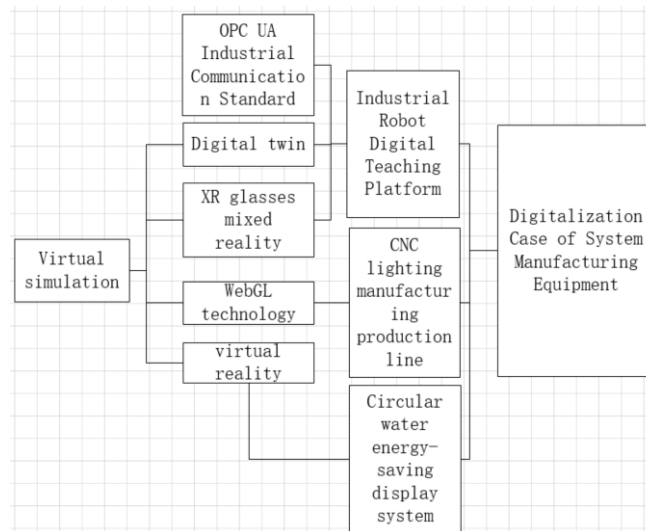 OPC UA
Industrial
Communicatio
n Standard
Digital twin
XR glasses
mixed
reality
Virtual
simulation
WebGL
technology
virtual
reality
Industrial
Robot
Digital
Teaching
Platform
CNC
lighting
manufactur
ing
production
line
Circular
water
energy-
saving
display
system
Digitalization
Case of System
Manufacturing
Equipment